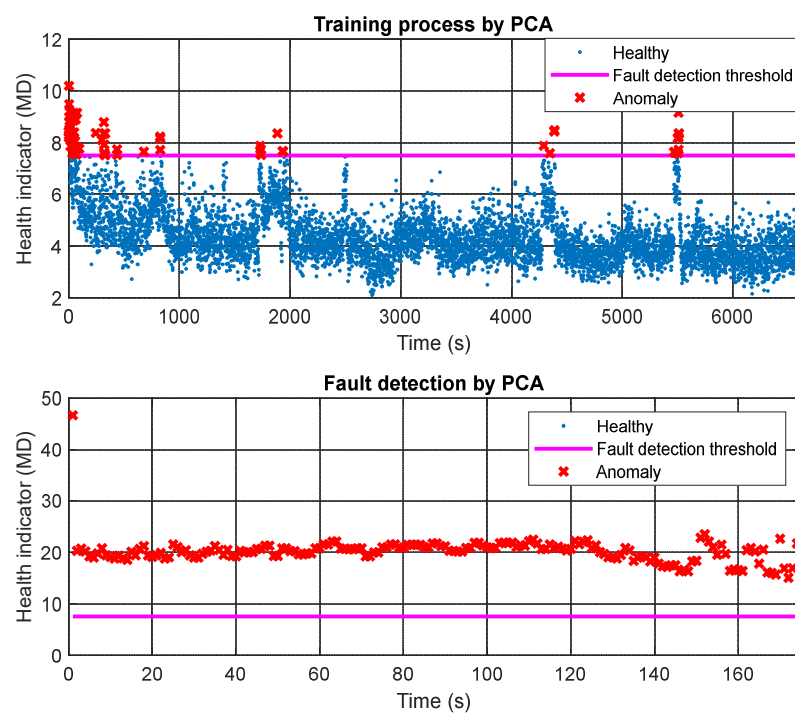 Training process by PCA
12
10
8
6
4
2
Health indicator (MD)
Healthy
Fault detection threshold
Anomaly
0 1000 2000 3000 4000 5000 6000
Time (s)
Fault detection by PCA
50
40
30
20
10
0
Health indicator (MD)
Healthy
Fault detection threshold
Anomaly
0 20 40 60 80 100 120 140 160
Time (s)